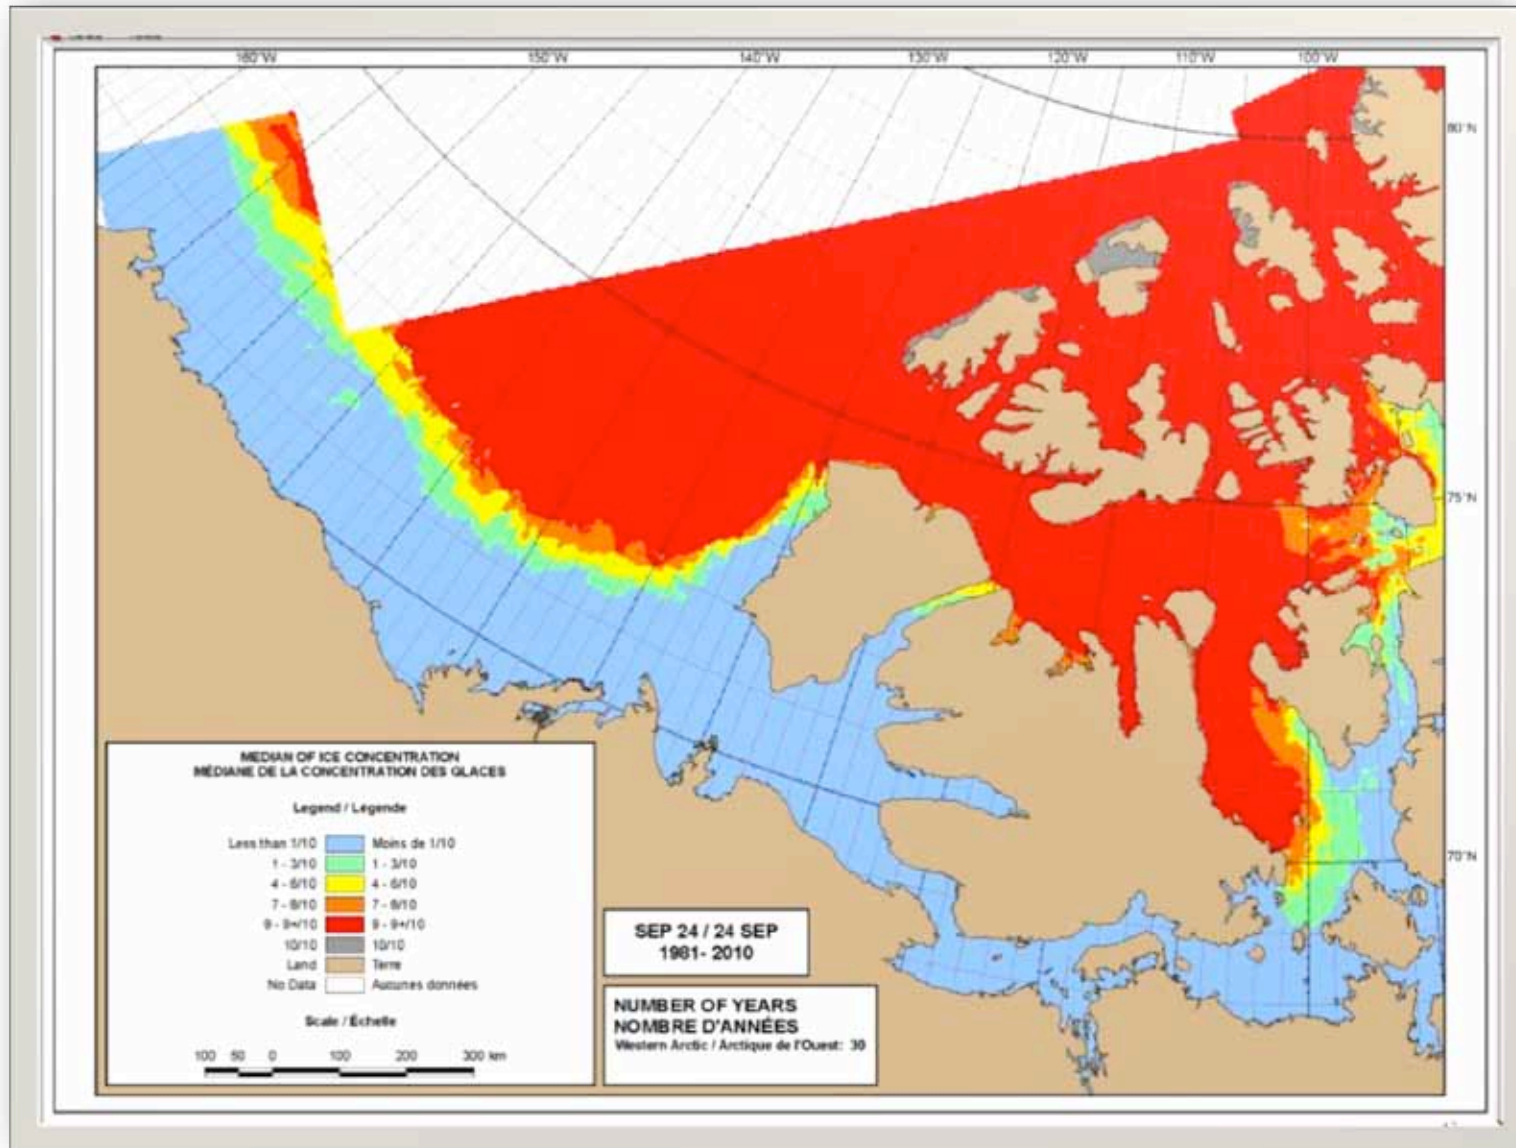 160°W 150°W 140°W 130°W 120°W 110°W 100°W
80°N
75°N
70°N
MEDIAN OF ICE CONCENTRATION
MÉDIANE DE LA CONCENTRATION DES GLACES
Legend / Légende
Less than 1/10 Moins de 1/10
1 - 3/10 1 - 3/10
4 - 6/10 4 - 6/10
7 - 8/10 7 - 8/10
9 - 9+/10 9 - 9+/10
10/10 10/10
Land Terre
No Data Aucunes données
Scale / Échelle
100 50 0 100 200 300 km
SEP 24 / 24 SEP
1981- 2010
NUMBER OF YEARS
NOMBRE D'ANNÉES
Western Arctic / Arctique de l'Ouest: 30